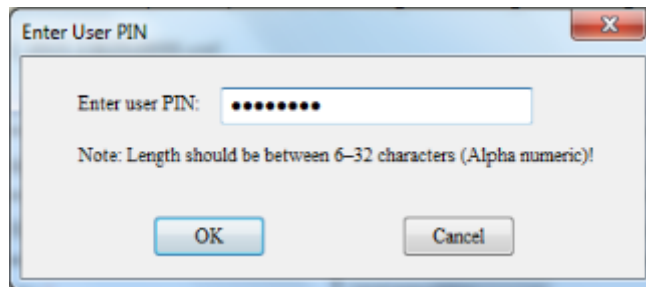 Enter User PIN
Enter user PIN: ●●●●●●●●
Note: Length should be between 6–32 characters (Alpha numeric)!
OK Cancel